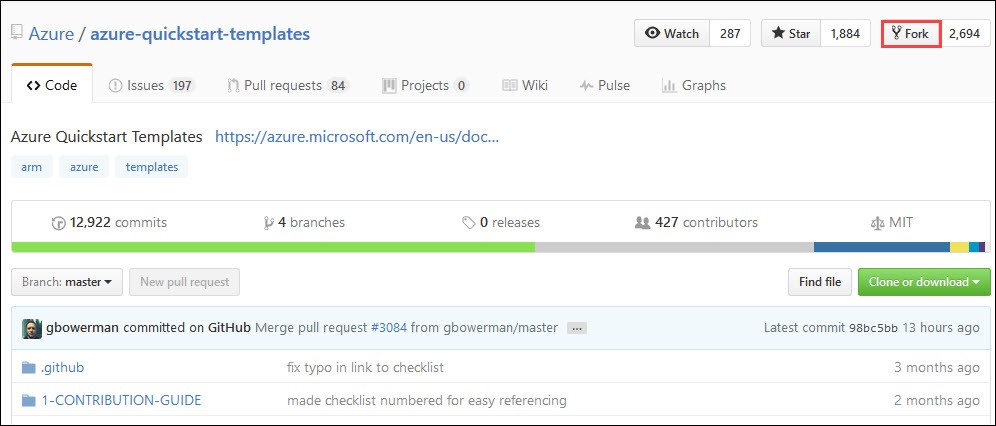 Azure / azure-quickstart-templates Watch 287 Star 1,884 Fork 2,694
Code Issues 197 Pull requests 84 Projects 0 Wiki Pulse Graphs
Azure Quickstart Templates https://azure.microsoft.com/en-us/doc...
arm azure templates
12,922 commits 4 branches 0 releases 427 contributors MIT
Branch: master New pull request Find file Clone or download
gbowerman committed on GitHub Merge pull request #3084 from gbowerman/master ... Latest commit 98bc5bb 13 hours ago
.github fix typo in link to checklist 3 months ago
1-CONTRIBUTION-GUIDE made checklist numbered for easy referencing 2 months ago